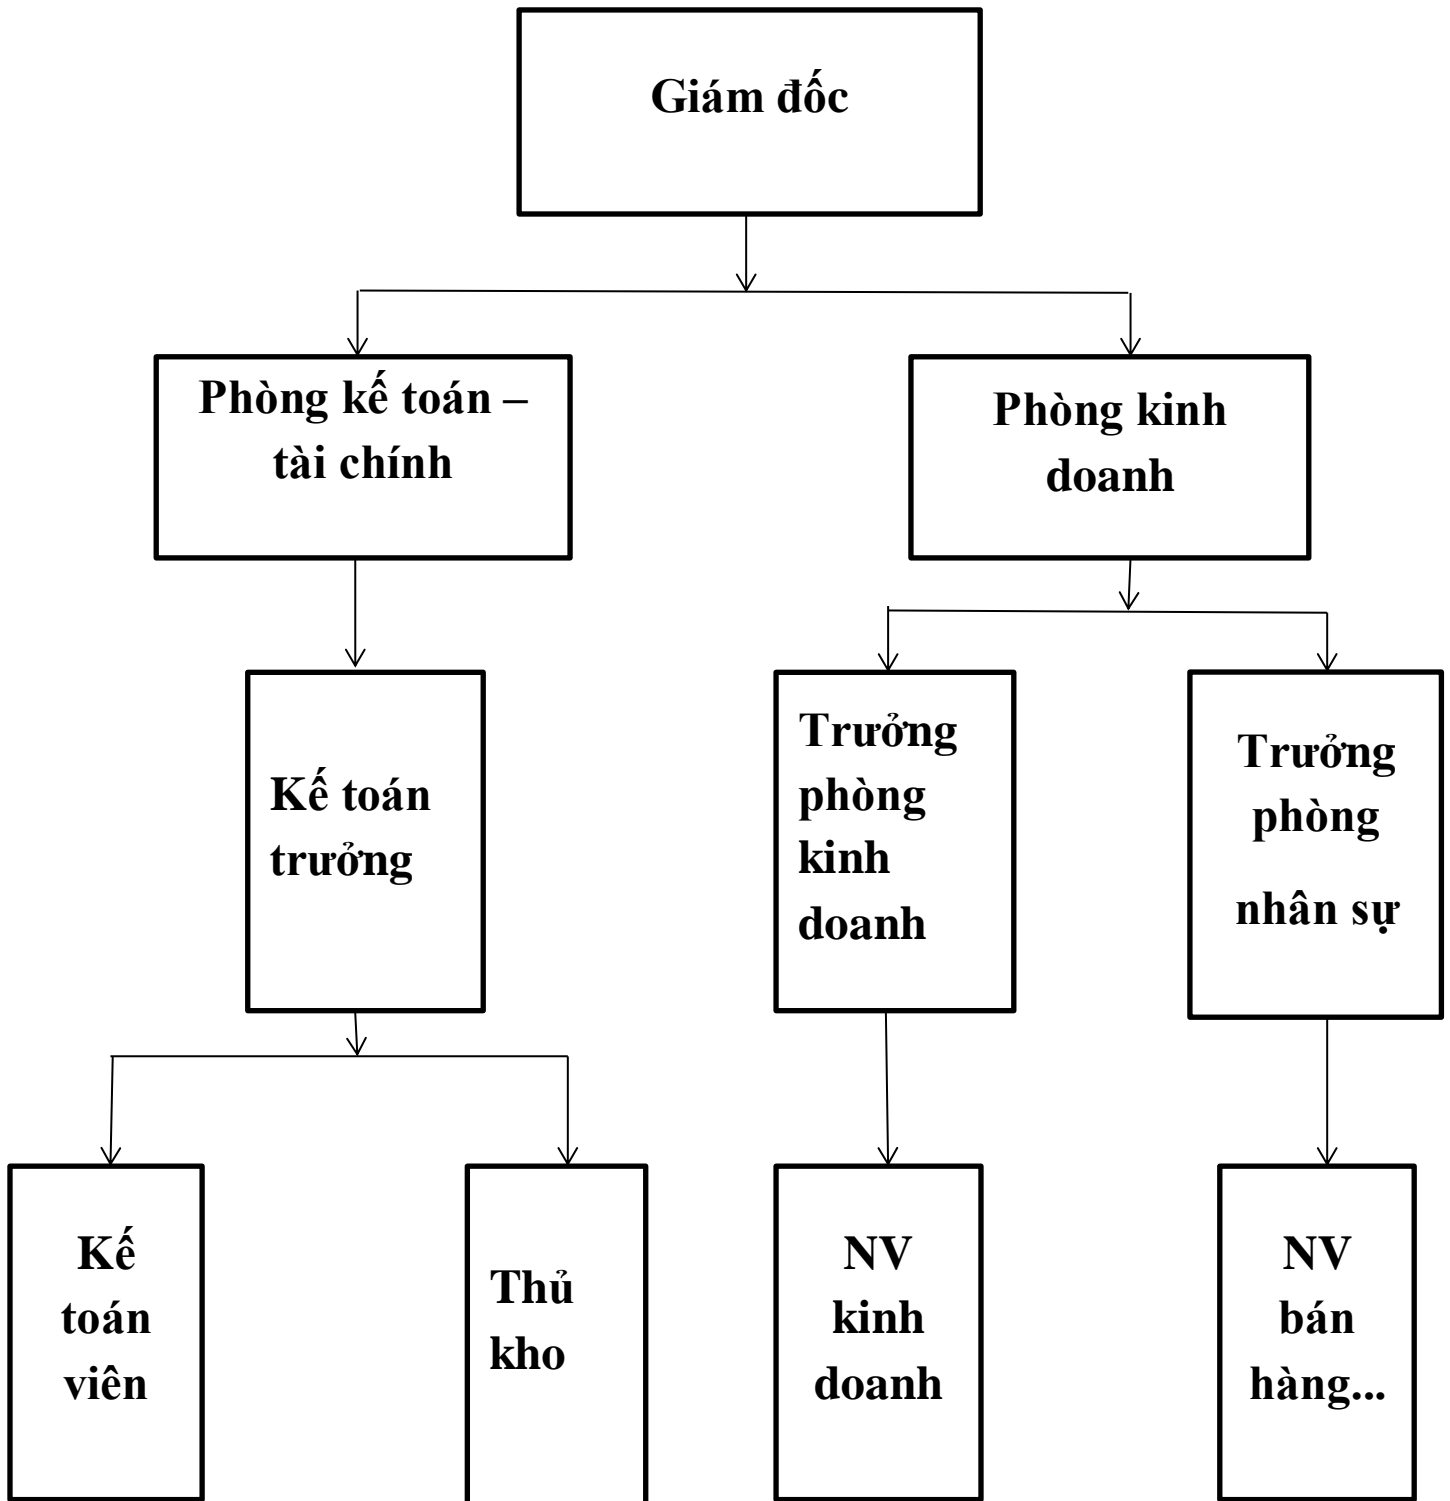 Giám đốc
Phòng kế toán –
tài chính
Phòng kinh
doanh
Kế toán
trưởng
Trưởng
phòng
kinh
doanh
Trưởng
phòng
nhân sự
Kế
toán
viên
Thủ
kho
NV
kinh
doanh
NV
bán
hàng...